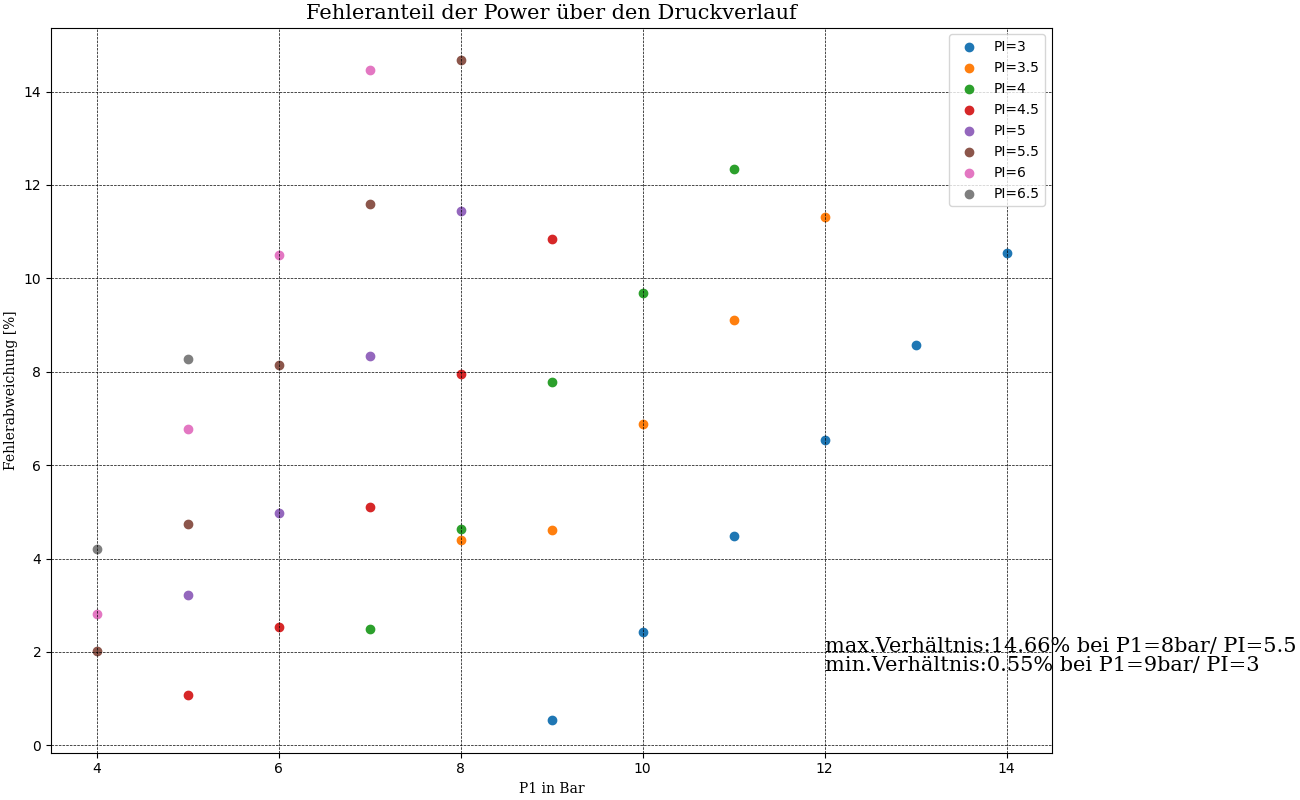 Fehleranteil der Power über den Druckverlauf
PI=3
PI=3.5
PI=4
PI=4.5
PI=5
PI=5.5
PI=6
PI=6.5
Fehlerabweichung [%]
14
12
10
8
6
4
2
0
max.Verhältnis:14.66% bei P1=8bar/ PI=5.5
min.Verhältnis:0.55% bei P1=9bar/ PI=3
4 6 8 10 12 14
P1 in Bar